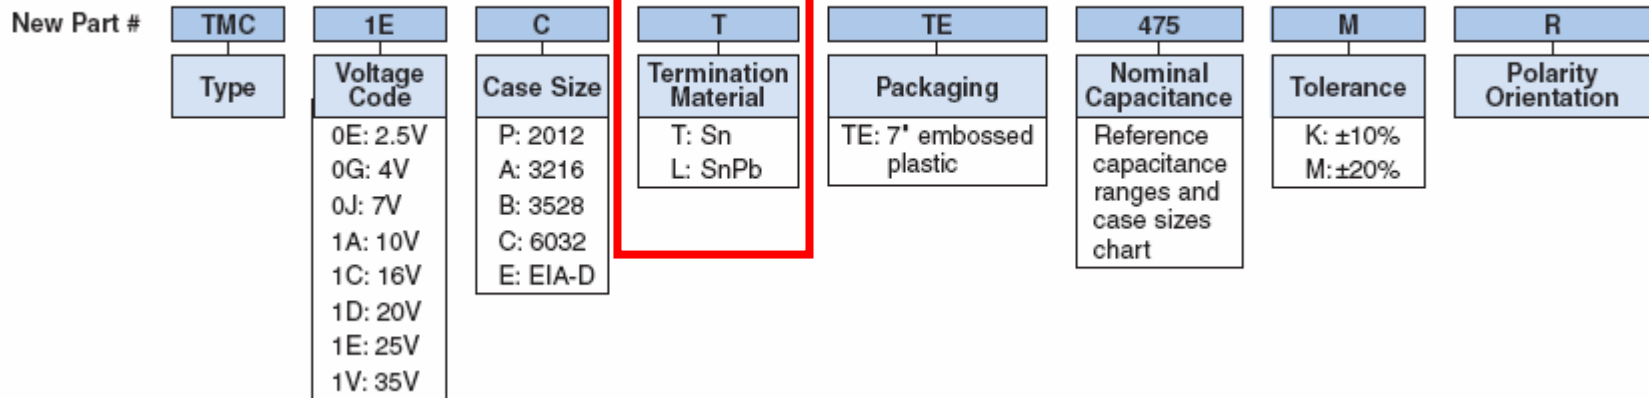 New Part # TMC 1E C T TE 475 M R
Type
Voltage
Code
0E: 2.5V
0G: 4V
0J: 7V
1A: 10V
1C: 16V
1D: 20V
1E: 25V
1V: 35V
Case Size
P: 2012
A: 3216
B: 3528
C: 6032
E: EIA-D
Termination
Material
T: Sn
L: SnPb
Packaging
TE: 7" embossed
plastic
Nominal
Capacitance
Reference
capacitance
ranges and
case sizes
chart
Tolerance
K: ±10%
M: ±20%
Polarity
Orientation